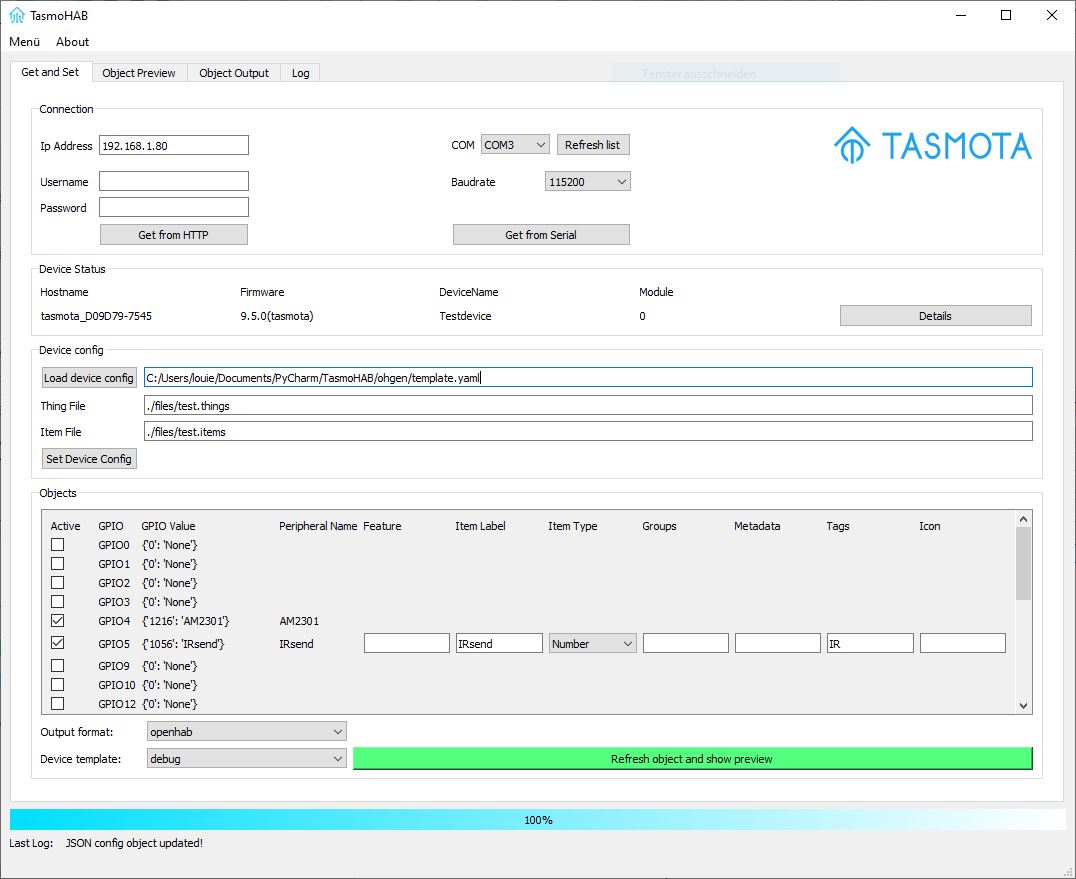 TasmoHAB
Menü About
Get and Set Object Preview Object Output Log Fenster ausschneiden
Connection
Ip Address 192.168.1.80 COM COM3 Refresh list TASMOTA
Username Baudrate 115200
Password
Get from HTTP Get from Serial
Device Status
Hostname Firmware DeviceName Module
tasmota_D09D79-7545 9.5.0(tasmota) Testdevice 0 Details
Device config
Load device config C:/Users/louie/Documents/PyCharm/TasmoHAB/ohgen/template.yaml
Thing File ./files/test.things
Item File ./files/test.items
Set Device Config
Objects
Active GPIO GPIO Value Peripheral Name Feature Item Label Item Type Groups Metadata Tags Icon
GPIO0 {'0': 'None'}
GPIO1 {'0': 'None'}
GPIO2 {'0': 'None'}
GPIO3 {'0': 'None'}
GPIO4 {'1216': 'AM2301'} AM2301
GPIO5 {'1056': 'IRsend'} IRsend IRsend Number IR
GPIO9 {'0': 'None'}
GPIO10 {'0': 'None'}
GPIO12 {'0': 'None'}
Output format: openhab
Device template: debug Refresh object and show preview
100%
Last Log: JSON config object updated!